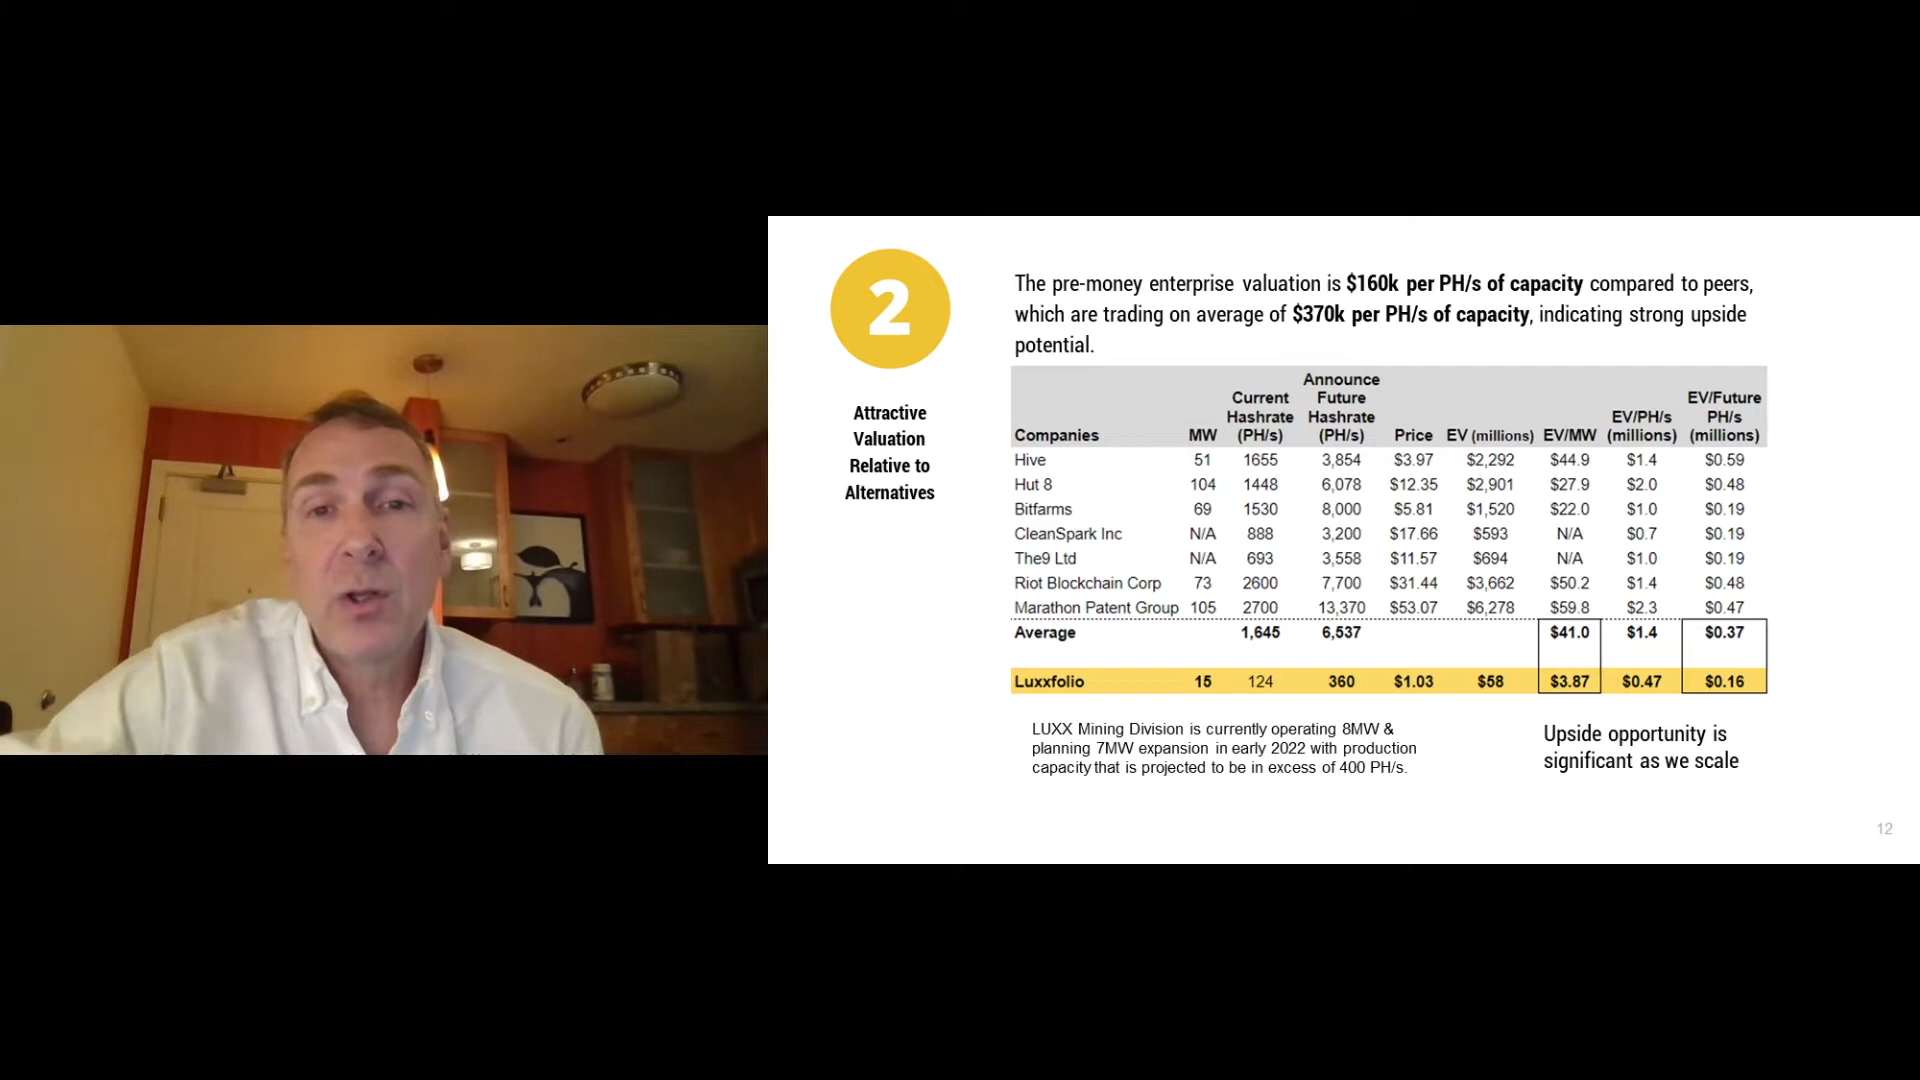 2
Attractive
Valuation
Relative to
Alternatives
The pre-money enterprise valuation is $160k per PH/s of capacity compared to peers,
which are trading on average of $370k per PH/s of capacity, indicating strong upside
potential.
Companies MW Current Hashrate (PH/s) Announce Future Hashrate (PH/s) Price EV (millions) EV/MW EV/PH/s (millions) EV/Future PH/s (millions)
Hive 51 1655 3,854 $3.97 $2,292 $44.9 $1.4 $0.59
Hut 8 104 1448 6,078 $12.35 $2,901 $27.9 $2.0 $0.48
Bitfarms 69 1530 8,000 $5.81 $1,520 $22.0 $1.0 $0.19
CleanSpark Inc N/A 888 3,200 $17.66 $593 N/A $0.7 $0.19
The9 Ltd N/A 693 3,558 $11.57 $694 N/A $1.0 $0.19
Riot Blockchain Corp 73 2600 7,700 $31.44 $3,662 $50.2 $1.4 $0.48
Marathon Patent Group 105 2700 13,370 $53.07 $6,278 $59.8 $2.3 $0.47
Average 1,645 6,537 $41.0 $1.4 $0.37
Luxxfolio 15 124 360 $1.03 $58 $3.87 $0.47 $0.16
LUXX Mining Division is currently operating 8MW &
planning 7MW expansion in early 2022 with production
capacity that is projected to be in excess of 400 PH/s.
Upside opportunity is
significant as we scale
12